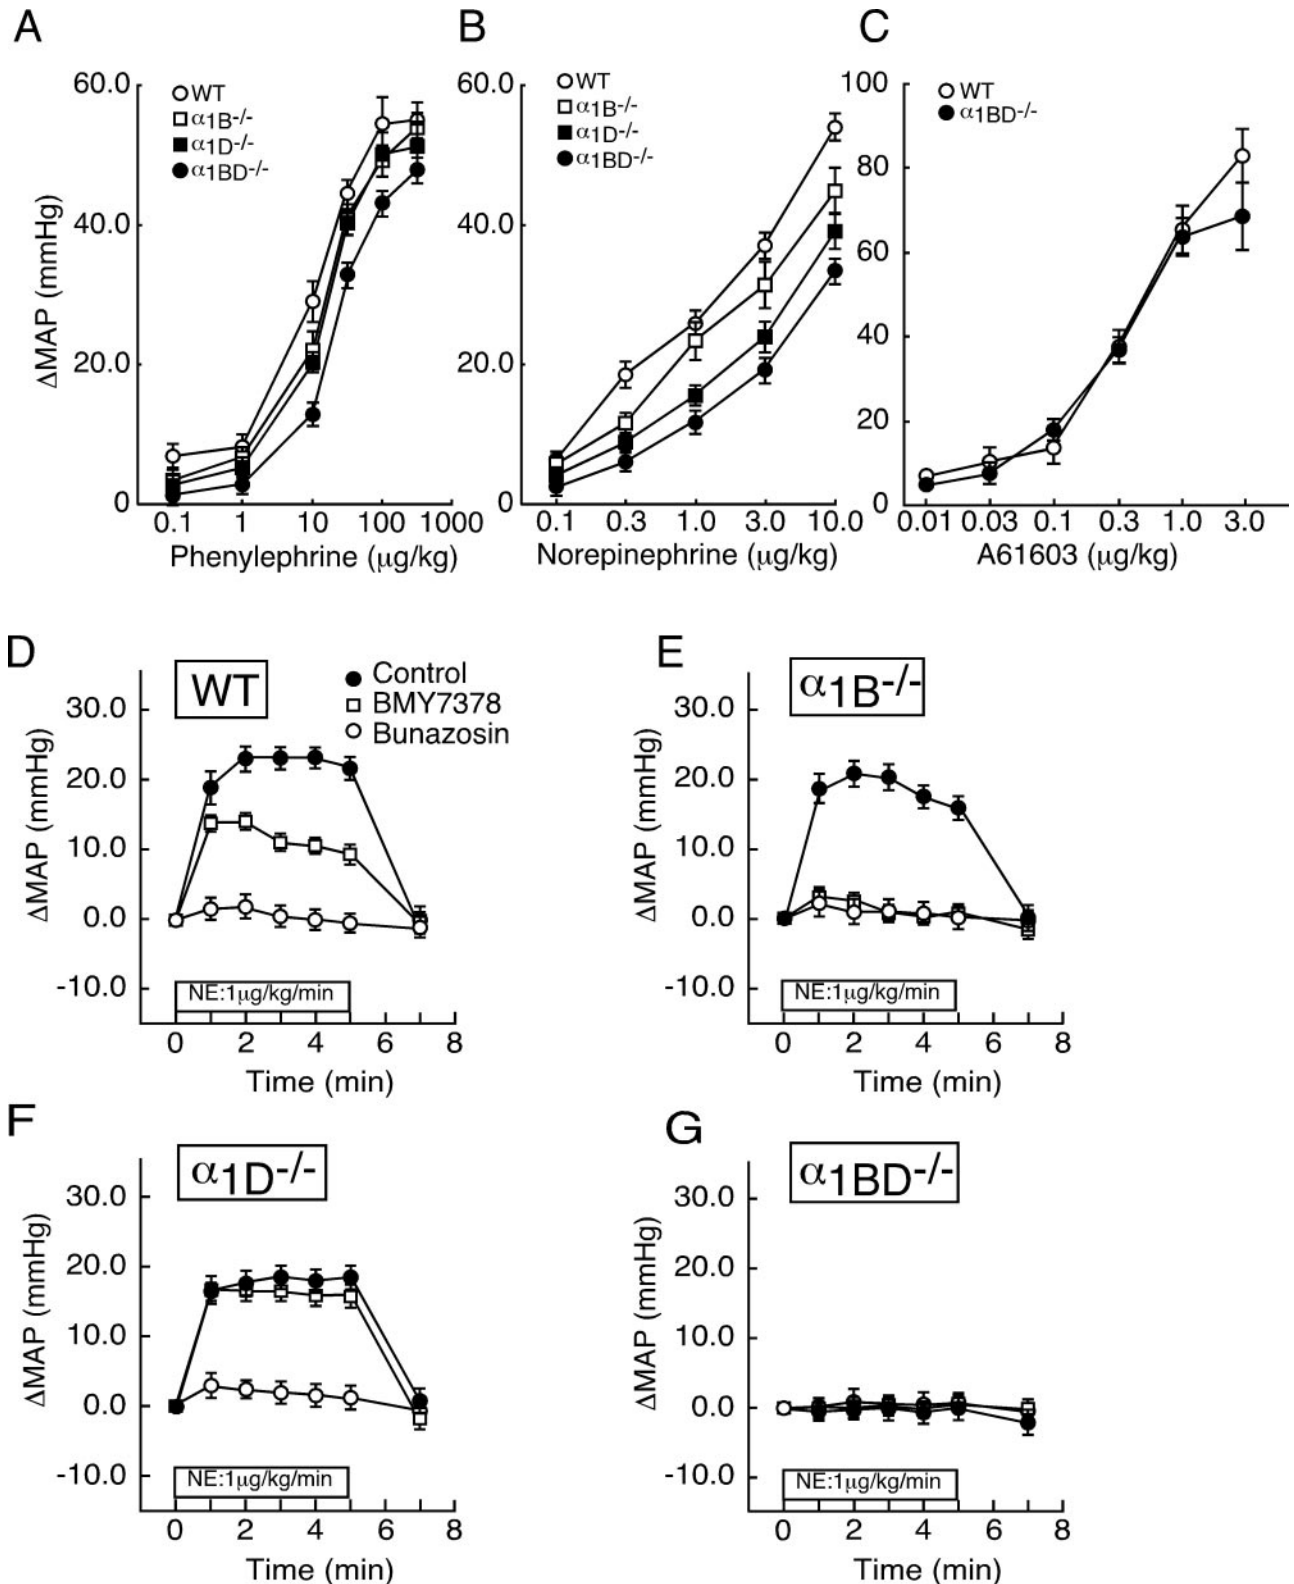 A
B
C
60.0
40.0
20.0
0
ΔMAP (mmHg)
WT
α1B-/-
α1D-/-
α1BD-/-
0.1 1 10 100 1000
Phenylephrine (μg/kg)
60.0
40.0
20.0
0
WT
α1B-/-
α1D-/-
α1BD-/-
0.1 0.3 1.0 3.0 10.0
Norepinephrine (μg/kg)
100
80
60
40
20
0
WT
α1BD-/-
0.01 0.03 0.1 0.3 1.0 3.0
A61603 (μg/kg)
D
WT
Control
BMY7378
Bunazosin
30.0
20.0
10.0
0.0
-10.0
ΔMAP (mmHg)
NE:1μg/kg/min
0 2 4 6 8
Time (min)
E
α1B-/-
30.0
20.0
10.0
0.0
-10.0
ΔMAP (mmHg)
NE:1μg/kg/min
0 2 4 6 8
Time (min)
F
α1D-/-
30.0
20.0
10.0
0.0
-10.0
ΔMAP (mmHg)
NE:1μg/kg/min
0 2 4 6 8
Time (min)
G
α1BD-/-
30.0
20.0
10.0
0.0
-10.0
ΔMAP (mmHg)
NE:1μg/kg/min
0 2 4 6 8
Time (min)